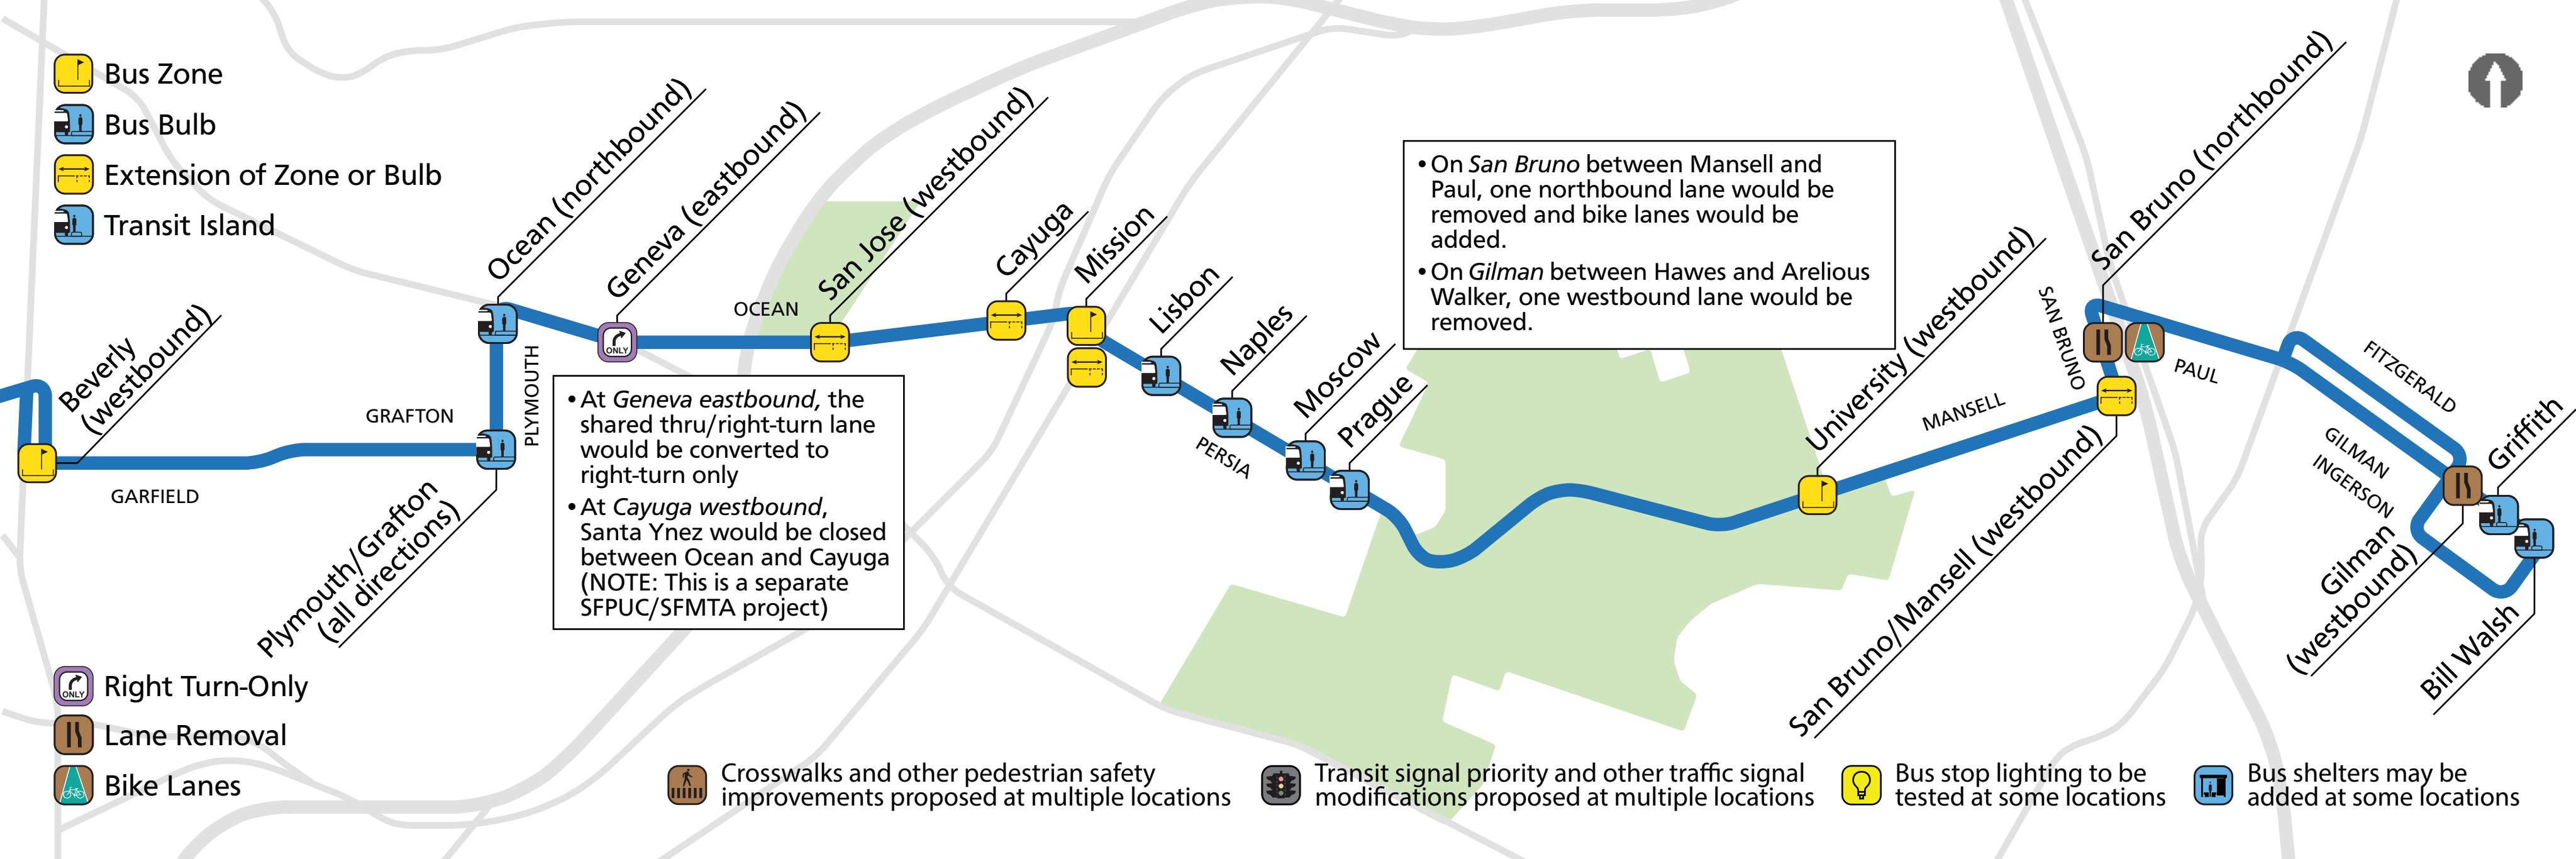 Bus Zone
Bus Bulb
Extension of Zone or Bulb
Transit Island
Beverly
(westbound)
GARFIELD
GRAFTON
Plymouth/Grafton
(all directions)
PLYMOUTH
Ocean (northbound)
Geneva (eastbound)
OCEAN
San Jose (westbound)
Cayuga
Mission
Lisbon
Naples
Moscow
Prague
PERSIA
ONLY
• At Geneva eastbound, the
shared thru/right-turn lane
would be converted to
right-turn only
• At Cayuga westbound,
Santa Ynez would be closed
between Ocean and Cayuga
(NOTE: This is a separate
SFPUC/SFMTA project)
• On San Bruno between Mansell and
Paul, one northbound lane would be
removed and bike lanes would be
added.
• On Gilman between Hawes and Arelious
Walker, one westbound lane would be
removed.
University (westbound)
MANSELL
San Bruno/Mansell (westbound)
SAN BRUNO
San Bruno (northbound)
PAUL
FITZGERALD
GILMAN
INGERSON
Griffith
Gilman
(westbound)
Bill Walsh
ONLY
Right Turn-Only
Lane Removal
Bike Lanes
Crosswalks and other pedestrian safety
improvements proposed at multiple locations
Transit signal priority and other traffic signal
modifications proposed at multiple locations
Bus stop lighting to be
tested at some locations
Bus shelters may be
added at some locations